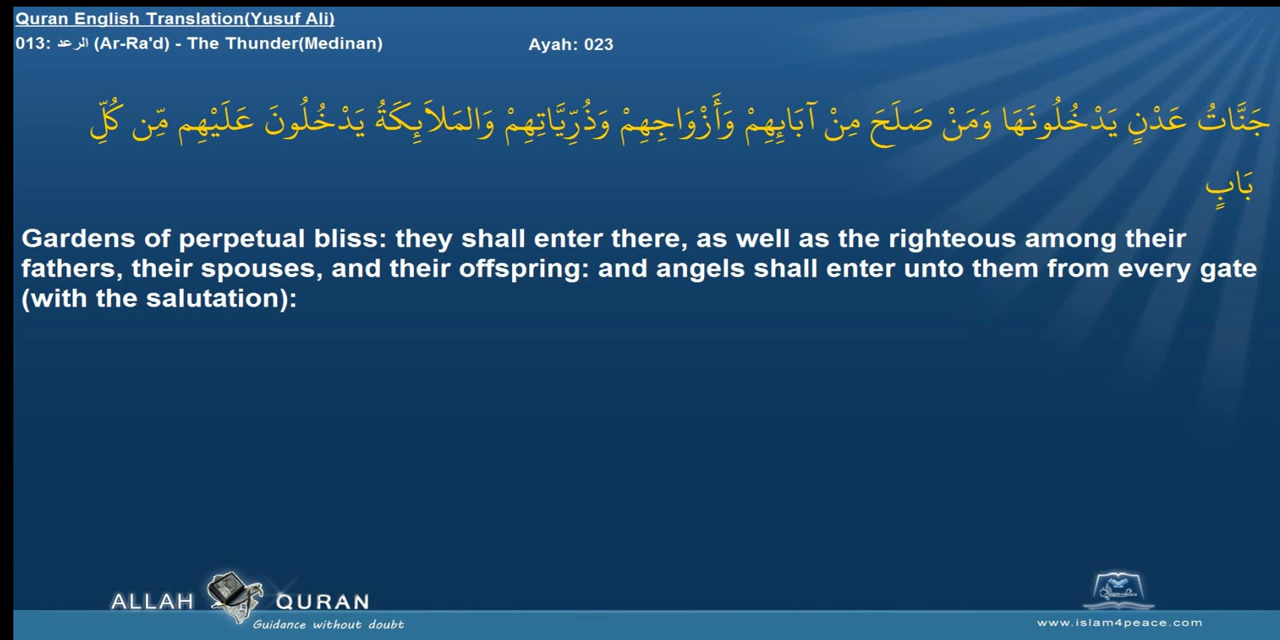 Quran English Translation(Yusuf Ali)
013: الرعد (Ar-Ra'd) - The Thunder(Medinan) Ayah: 023
جَنَّاتُ عَدْنٍ يَدْخُلُونَهَا وَمَنْ صَلَحَ مِنْ آبَائِهِمْ وَأَزْوَاجِهِمْ وَذُرِّيَّاتِهِمْ وَالمَلاَئِكَةُ يَدْخُلُونَ عَلَيْهِم مِّن كُلِّ
بَابٍ
Gardens of perpetual bliss: they shall enter there, as well as the righteous among their
fathers, their spouses, and their offspring: and angels shall enter unto them from every gate
(with the salutation):
ALLAH QURAN
Guidance without doubt
www.islam4peace.com